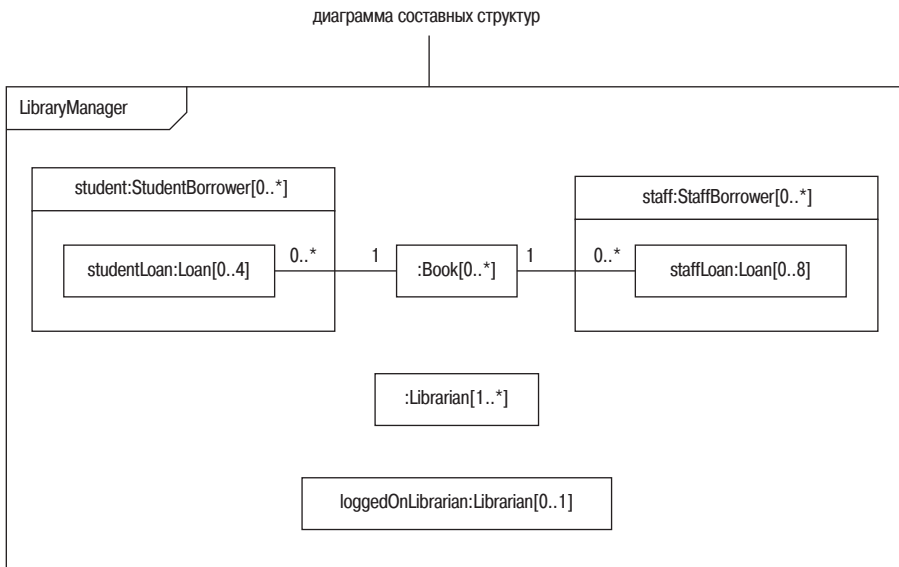 диаграмма составных структур
LibraryManager
student:StudentBorrower[0..*]
staff:StaffBorrower[0..*]
studentLoan:Loan[0..4]
0..*
1
:Book[0..*]
1
0..*
staffLoan:Loan[0..8]
:Librarian[1..*]
loggedOnLibrarian:Librarian[0..1]